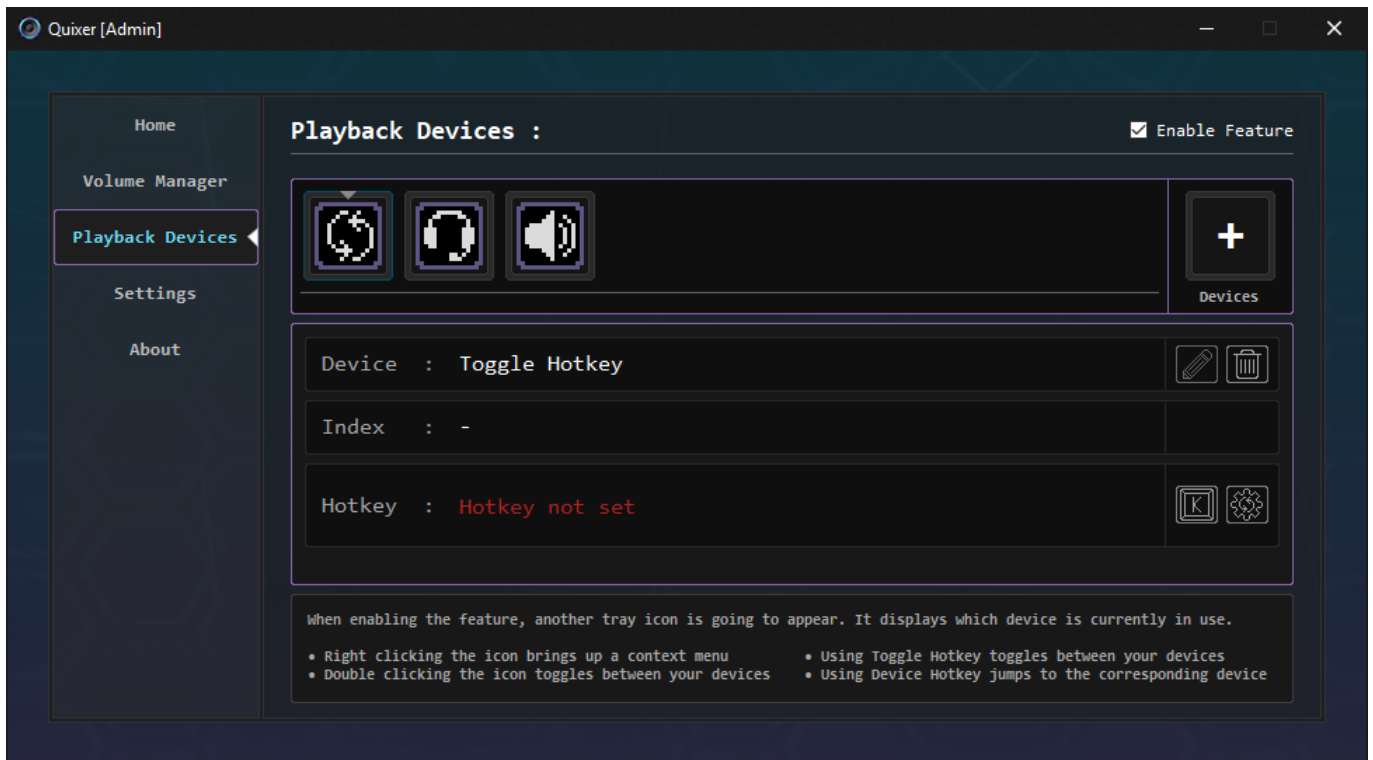 Quixer [Admin]
Home
Volume Manager
Playback Devices
Settings
About
Playback Devices :
Enable Feature
Devices
Device : Toggle Hotkey
Index : -
Hotkey : Hotkey not set
K
When enabling the feature, another tray icon is going to appear. It displays which device is currently in use.
• Right clicking the icon brings up a context menu
• Double clicking the icon toggles between your devices
• Using Toggle Hotkey toggles between your devices
• Using Device Hotkey jumps to the corresponding device